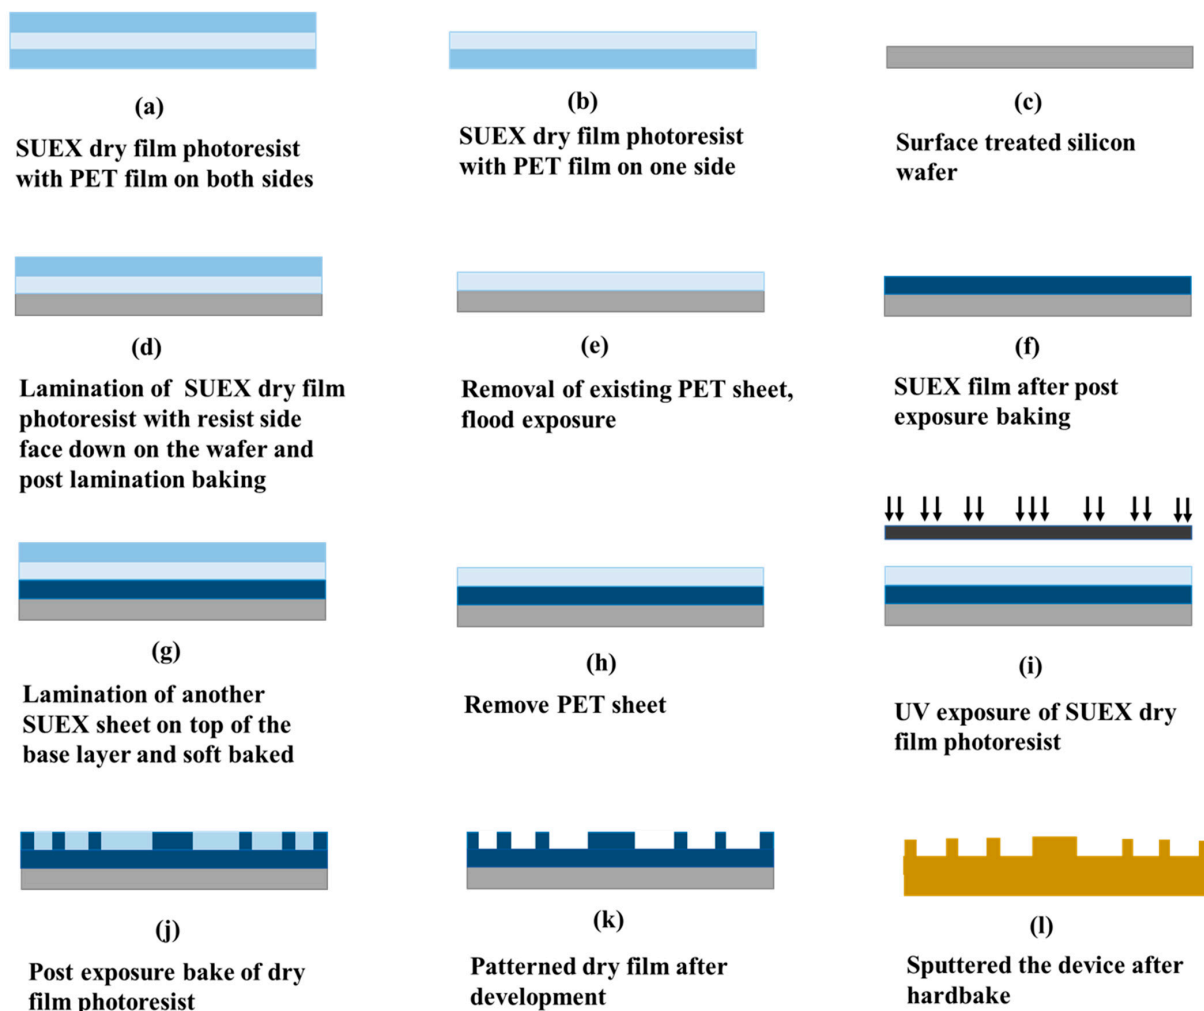 (a)
SUEX dry film photoresist
with PET film on both sides
(b)
SUEX dry film photoresist
with PET film on one side
(c)
Surface treated silicon
wafer
(d)
Lamination of SUEX dry film
photoresist with resist side
face down on the wafer and
post lamination baking
(e)
Removal of existing PET sheet,
flood exposure
(f)
SUEX film after post
exposure baking
(g)
Lamination of another
SUEX sheet on top of the
base layer and soft baked
(h)
Remove PET sheet
(i)
UV exposure of SUEX dry
film photoresist
(j)
Post exposure bake of dry
film photoresist
(k)
Patterned dry film after
development
(l)
Sputtered the device after
hardbake